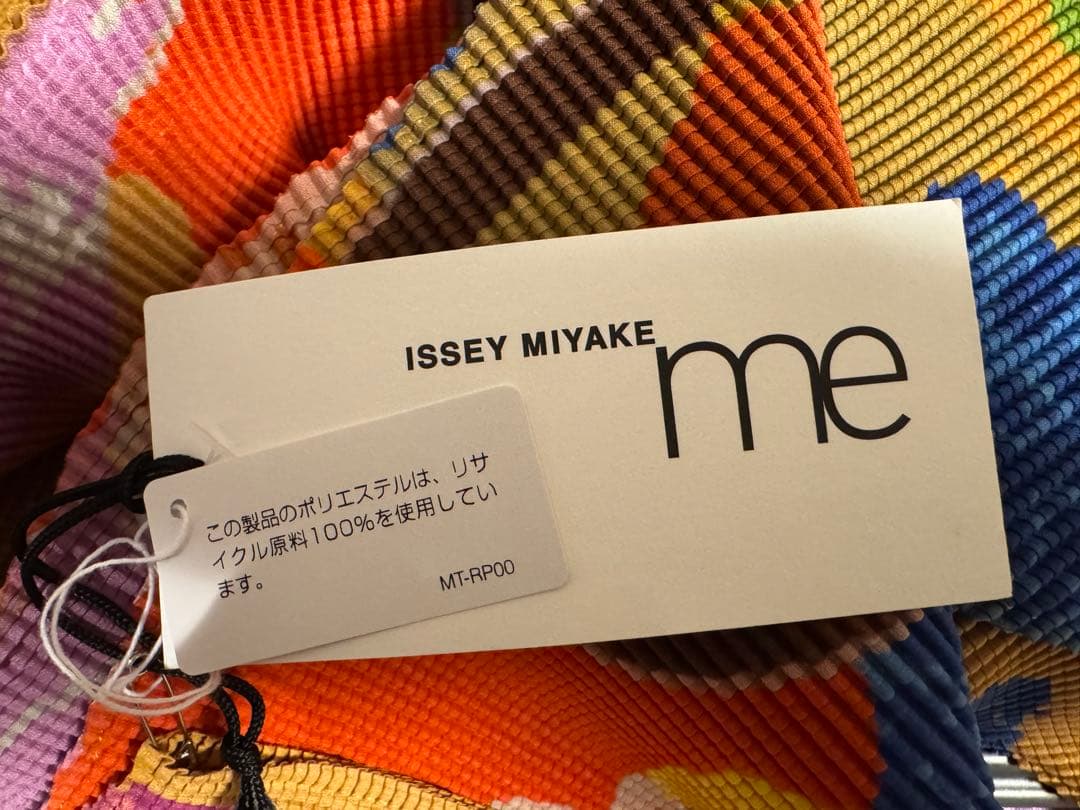 ISSEY MIYAKE
me
この製品のポリエステルは、リサ
イクル原料100%を使用してい
ます。
MT-RP00